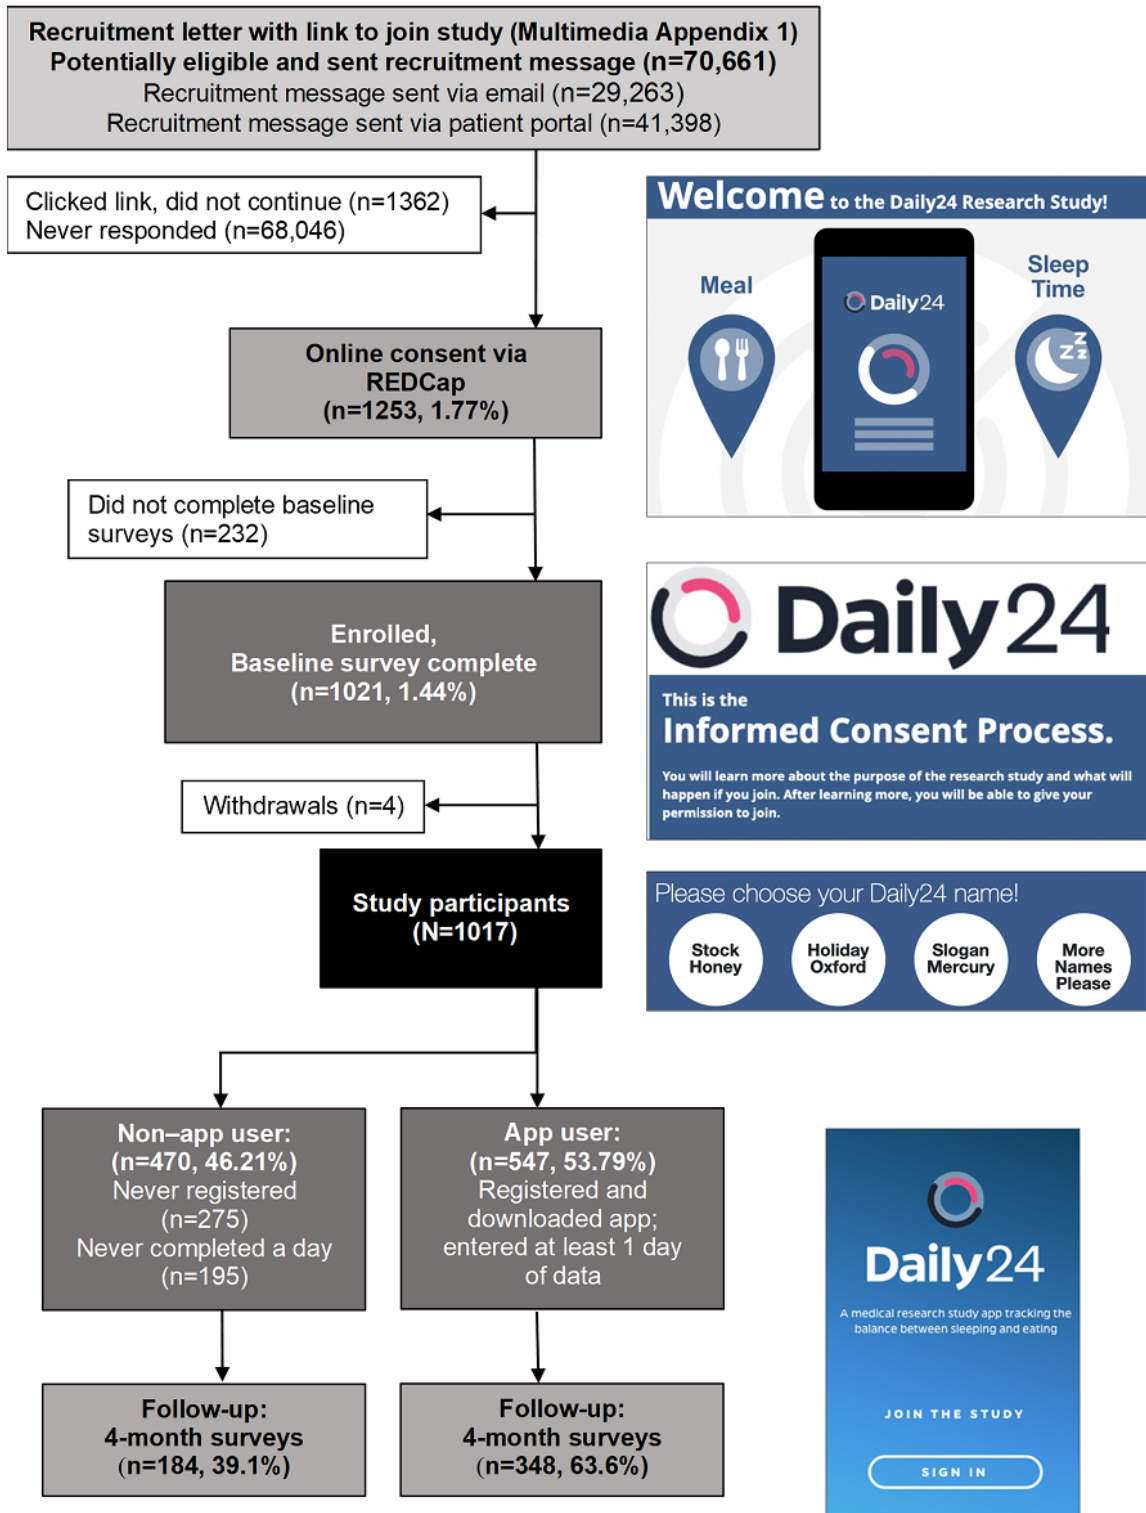 Recruitment letter with link to join study (Multimedia Appendix 1)
Potentially eligible and sent recruitment message (n=70,661)
Recruitment message sent via email (n=29,263)
Recruitment message sent via patient portal (n=41,398)
Clicked link, did not continue (n=1362)
Never responded (n=68,046)
Online consent via
REDCap
(n=1253, 1.77%)
Did not complete baseline
surveys (n=232)
Enrolled,
Baseline survey complete
(n=1021, 1.44%)
Withdrawals (n=4)
Study participants
(N=1017)
Non–app user:
(n=470, 46.21%)
Never registered
(n=275)
Never completed a day
(n=195)
App user:
(n=547, 53.79%)
Registered and
downloaded app;
entered at least 1 day
of data
Follow-up:
4-month surveys
(n=184, 39.1%)
Follow-up:
4-month surveys
(n=348, 63.6%)
Welcome to the Daily24 Research Study!
Meal
Daily24
Sleep
Time
z z z
Daily24
This is the
Informed Consent Process.
You will learn more about the purpose of the research study and what will
happen if you join. After learning more, you will be able to give your
permission to join.
Please choose your Daily24 name!
Stock
Honey
Holiday
Oxford
Slogan
Mercury
More
Names
Please
Daily24
A medical research study app tracking the
balance between sleeping and eating
JOIN THE STUDY
SIGN IN